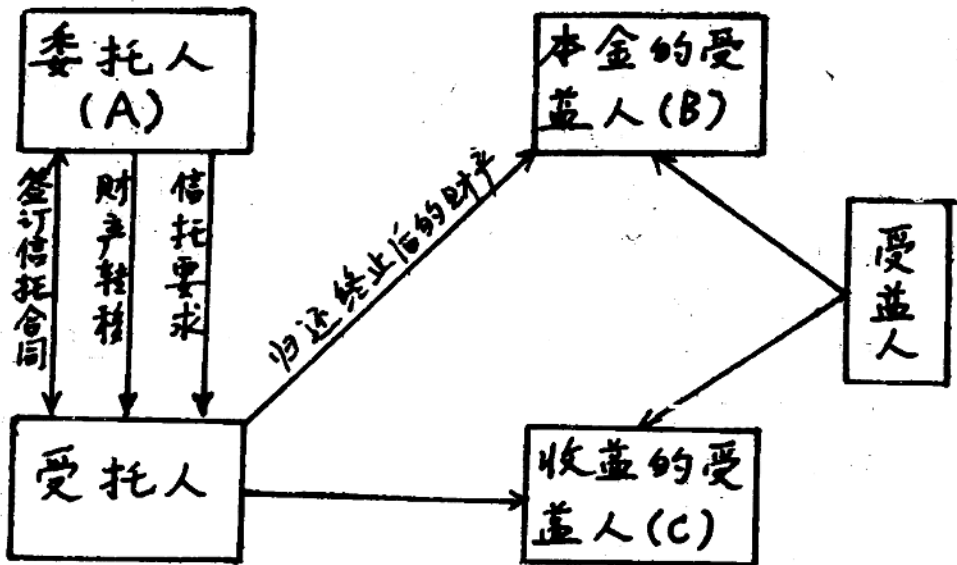 委托人
(A)
本金的受
益人(B)
签订信托合同
财产转移
信托要求
归还终止后的财产
受益人
受托人
收益的受
益人(C)